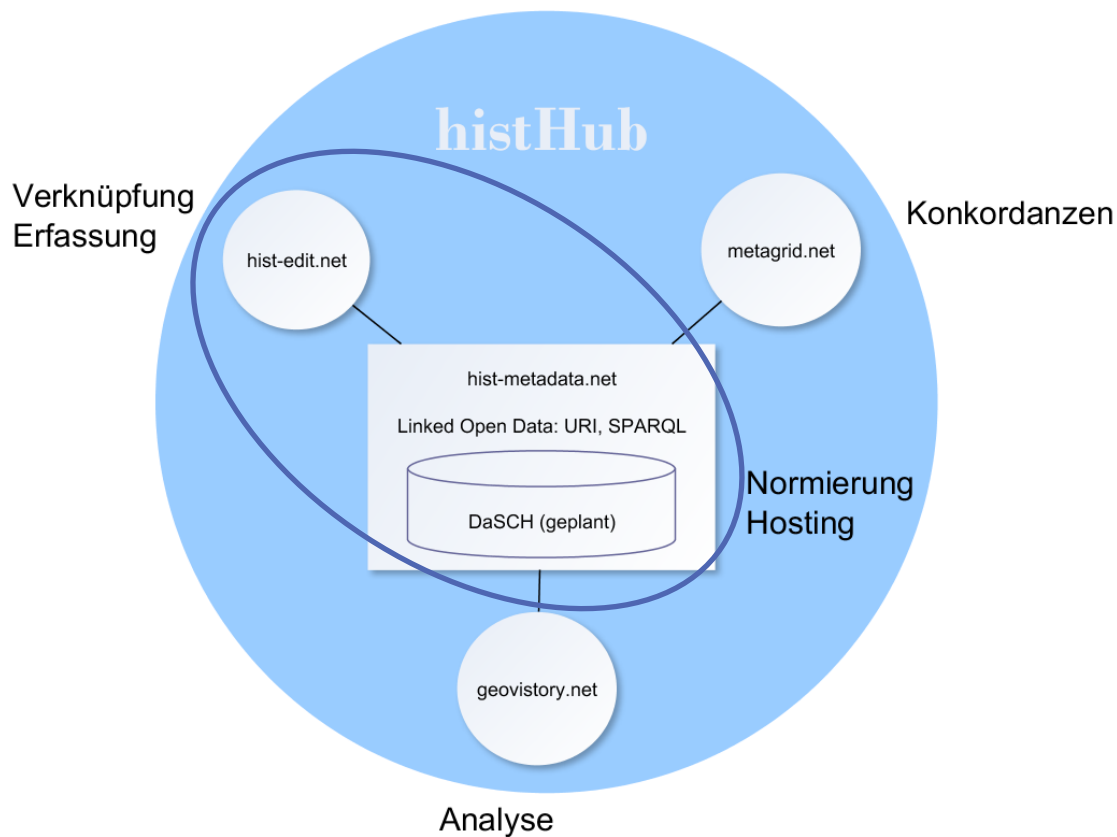 histHub
Verknüpfung
Erfassung
hist-edit.net
metagrid.net
Konkordanzen
hist-metadata.net
Linked Open Data: URI, SPARQL
DaSCH (geplant)
Normierung
Hosting
geovistory.net
Analyse